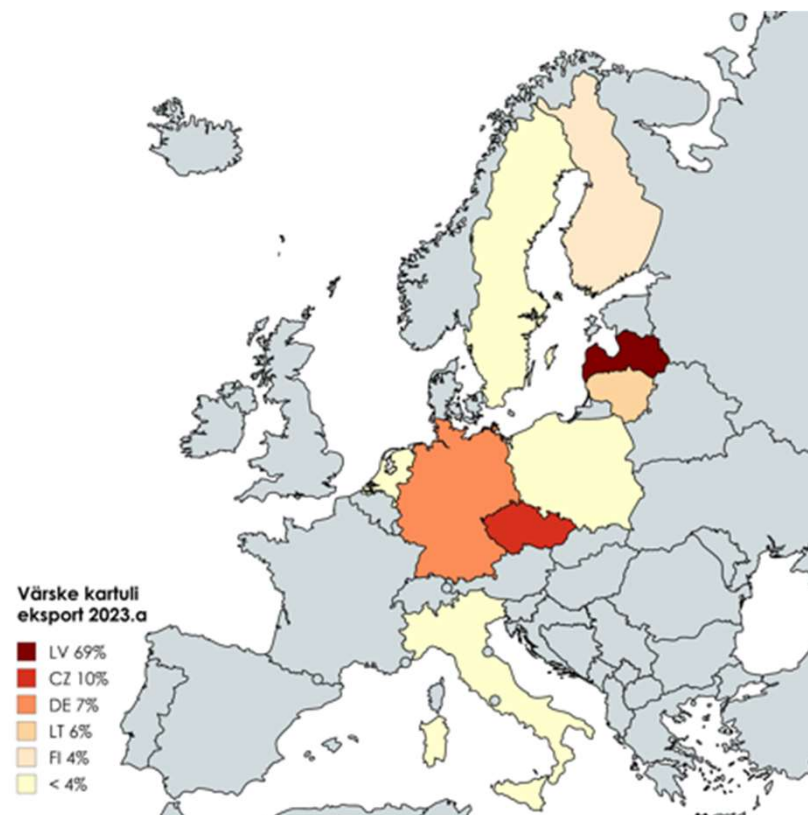 Värske kartuli
eksport 2023.a
LV 69%
CZ 10%
DE 7%
LT 6%
FI 4%
< 4%